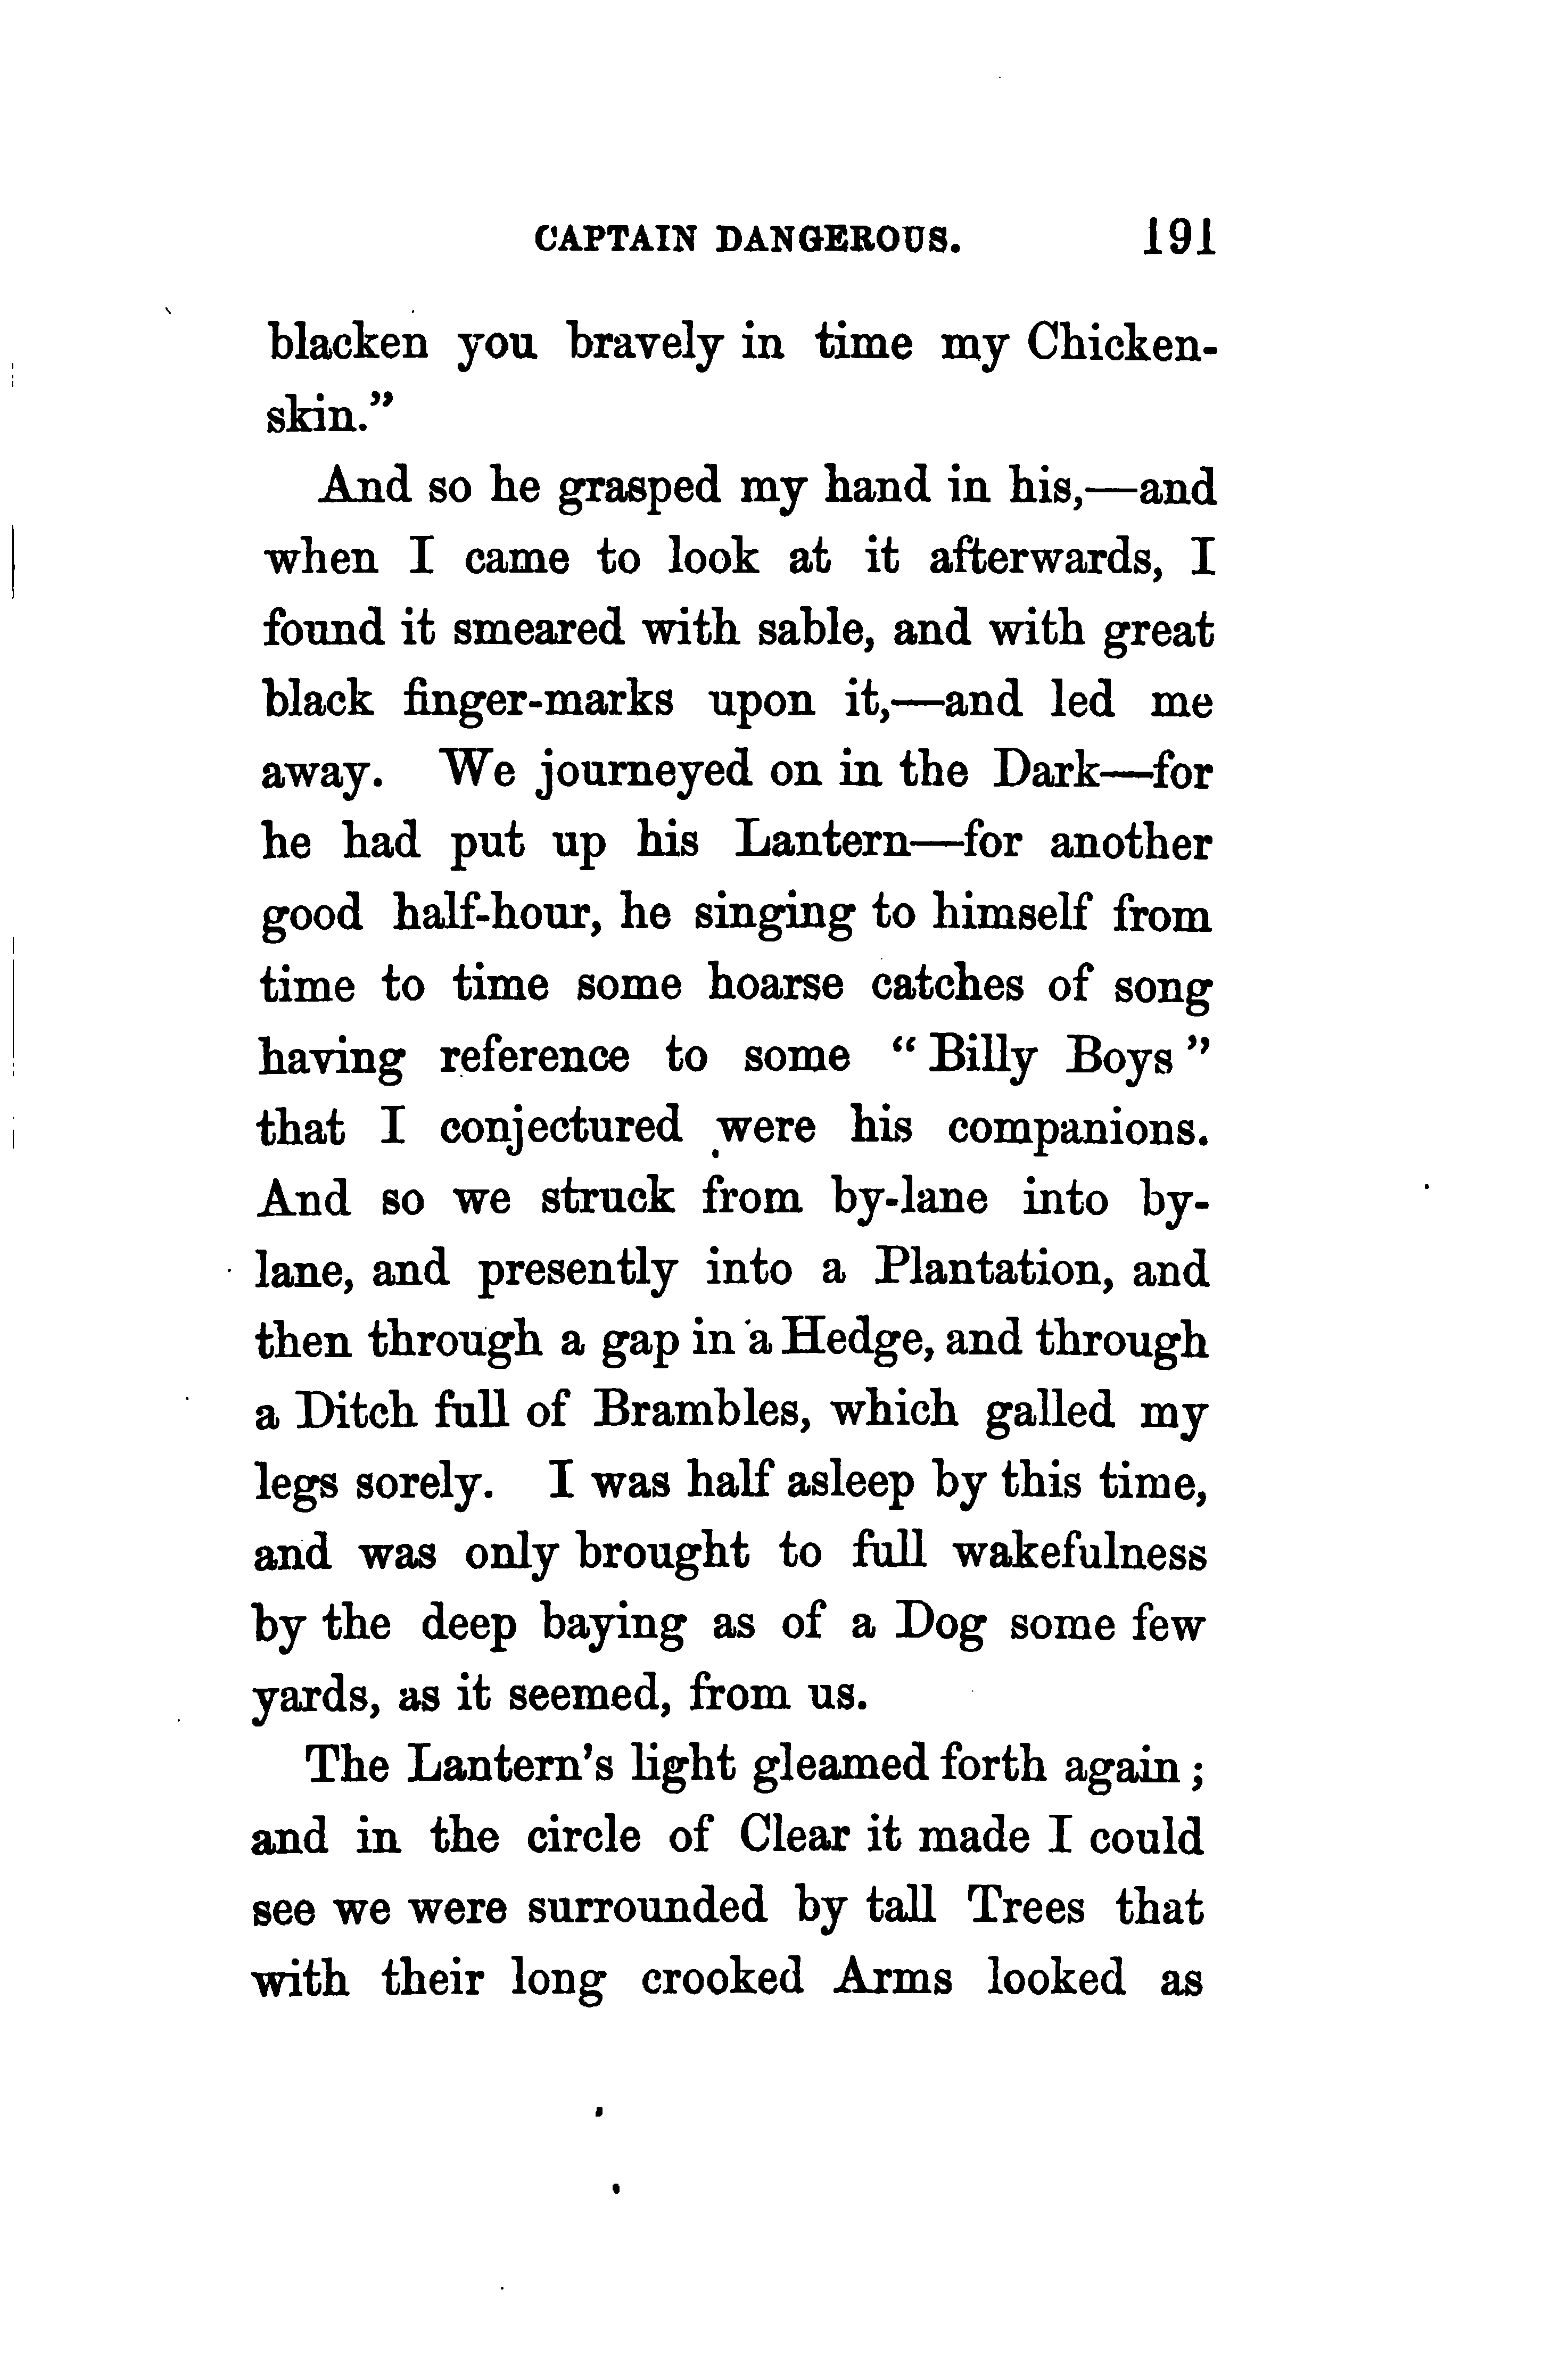 CAPTAIN DANGEROUS. 191
blacken you bravely in time my Chicken-
skin.”
And so he grasped my hand in his,—and
when I came to look at it afterwards, I
found it smeared with sable, and with great
black finger-marks upon it,—and led me
away. We journeyed on in the Dark—for
he had put up his Lantern—for another
good half-hour, he singing to himself from
time to time some hoarse catches of song
having reference to some “Billy Boys”
that I conjectured were his companions.
And so we struck from by-lane into by-
lane, and presently into a Plantation, and
then through a gap in a Hedge, and through
a Ditch full of Brambles, which galled my
legs sorely. I was half asleep by this time,
and was only brought to full wakefulness
by the deep baying as of a Dog some few
yards, as it seemed, from us.
The Lantern’s light gleamed forth again;
and in the circle of Clear it made I could
see we were surrounded by tall Trees that
with their long crooked Arms looked as